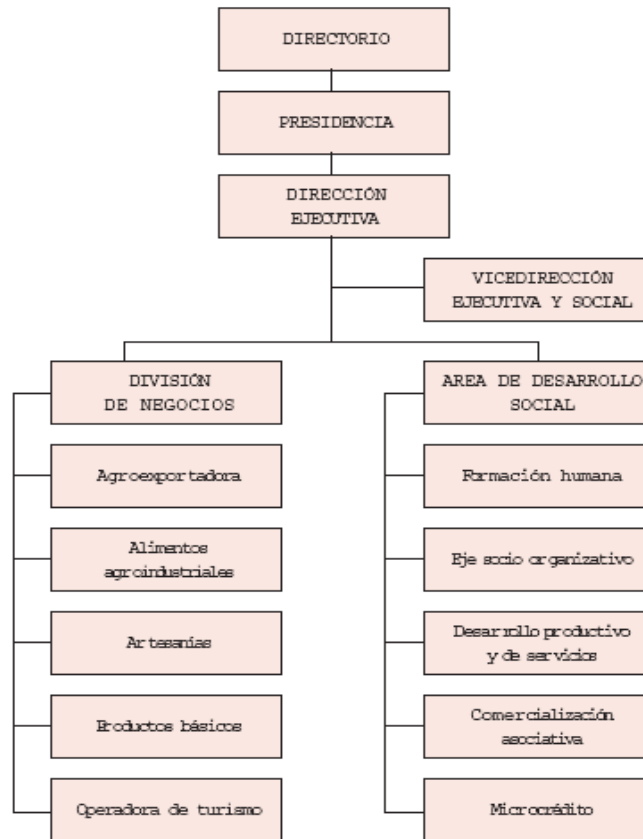 DIRECTORIO
PRESIDENCIA
DIRECCIÓN
EJECUTIVA
VICEDIRECCIÓN
EJECUTIVA Y SOCIAL
DIVISIÓN
DE NEGOCIOS
Agroexportadora
Alimentos
agroindustriales
Artesanías
Productos básicos
Operadora de turismo
AREA DE DESARROLLO
SOCIAL
Formación humana
Eje socio organizativo
Desarrollo productivo
y de servicios
Comercialización
asociativa
Microcrédito